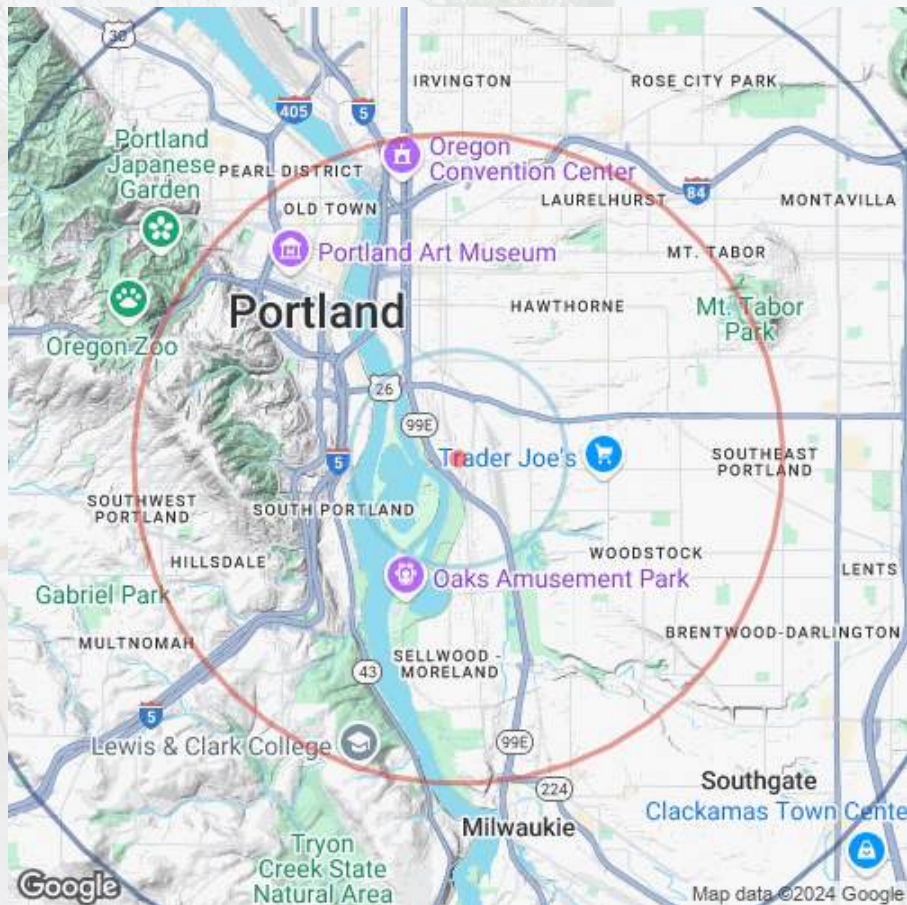 30
IRVINGTON
ROSE CITY PARK
405
5
Portland
Japanese
Garden
PEARL DISTRICT
Oregon
Convention Center
84
LAURELHURST
MONTAVILLA
OLD TOWN
Portland Art Museum
MT. TABOR
Portland
HAWTHORNE
Mt. Tabor
Park
Oregon Zoo
26
99E
5
Trader Joe's
SOUTHEAST
PORTLAND
SOUTHWEST
PORTLAND
SOUTH PORTLAND
HILLSDALE
WOODSTOCK
LENTS
Oaks Amusement Park
Gabriel Park
MULTNOMAH
BRENTWOOD-DARLINGTON
SELLWOOD -
MORELAND
43
5
Lewis & Clark College
99E
224
Southgate
Clackamas Town Cente
Milwaukie
Tryon
Creek State
Natural Area
Google
Map data ©2024 Google